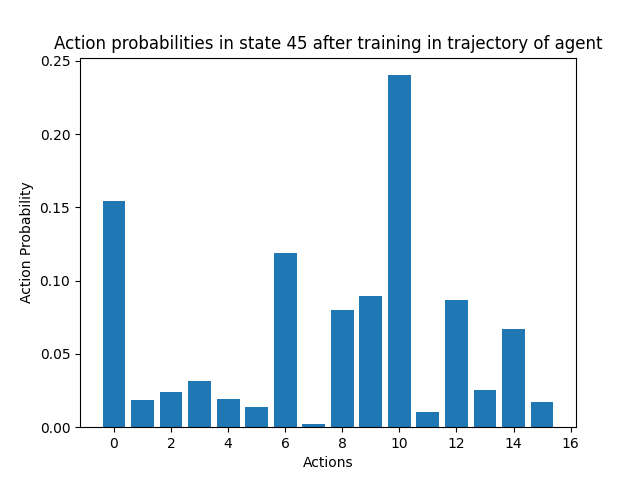 Action probabilities in state 45 after training in trajectory of agent
0.25
0.20
0.15
0.10
0.05
0.00
Action Probability
0 2 4 6 8 10 12 14 16
Actions